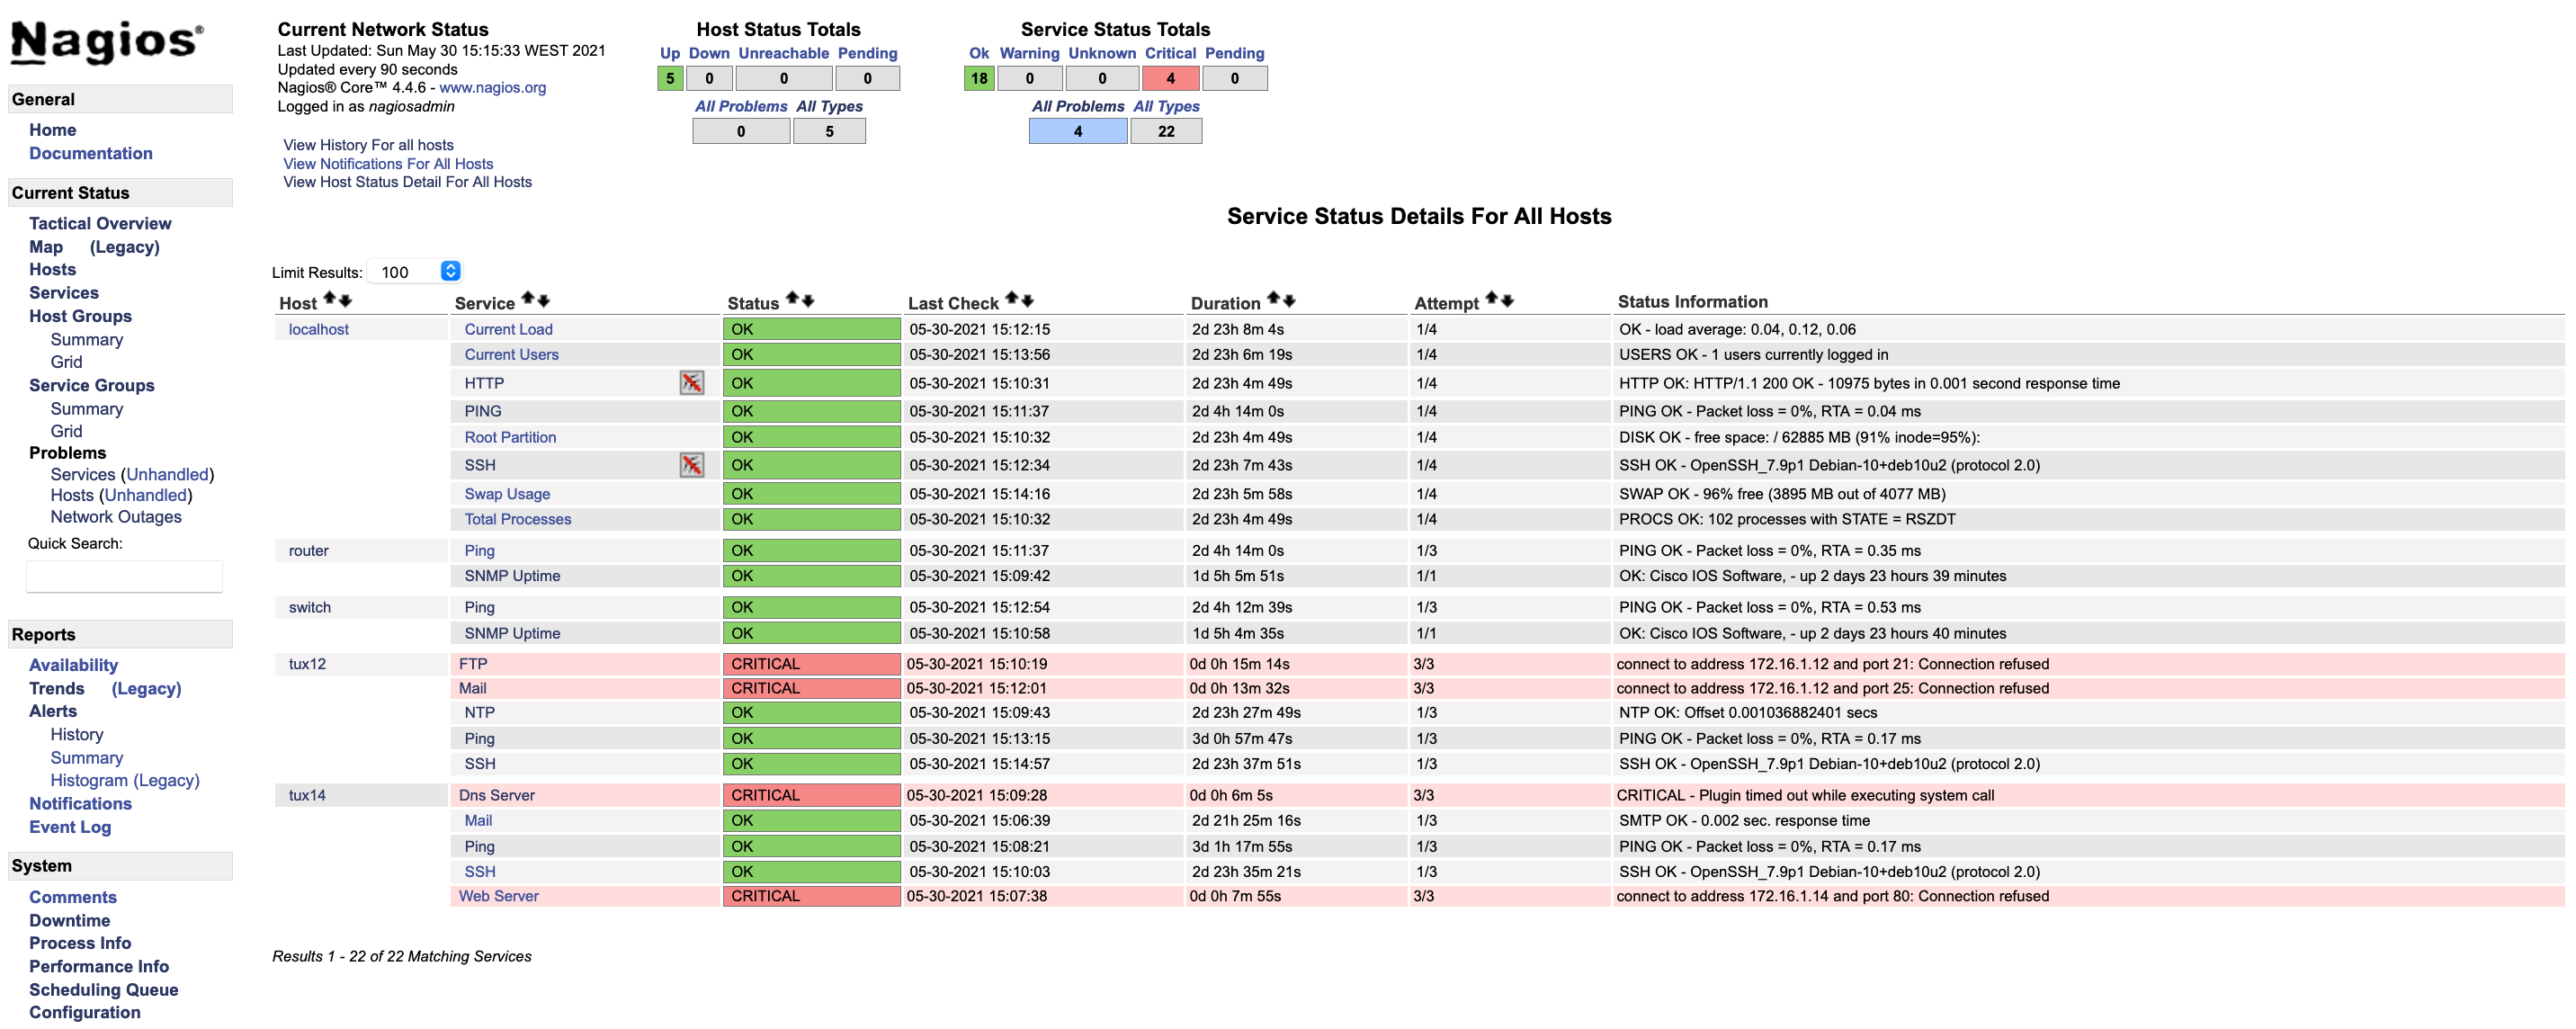 Nagios®
General
Home
Documentation
Current Status
Tactical Overview
Map (Legacy)
Hosts
Services
Host Groups
Summary
Grid
Service Groups
Summary
Grid
Problems
Services (Unhandled)
Hosts (Unhandled)
Network Outages
Quick Search:
Reports
Availability
Trends (Legacy)
Alerts
History
Summary
Histogram (Legacy)
Notifications
Event Log
System
Comments
Downtime
Process Info
Performance Info
Scheduling Queue
Configuration
Current Network Status
Last Updated: Sun May 30 15:15:33 WEST 2021
Updated every 90 seconds
Nagios® Core™ 4.4.6 - www.nagios.org
Logged in as nagiosadmin
View History For all hosts
View Notifications For All Hosts
View Host Status Detail For All Hosts
Host Status Totals
Up Down Unreachable Pending
5 0 0 0
All Problems All Types
0 5
Service Status Totals
Ok Warning Unknown Critical Pending
18 0 0 4 0
All Problems All Types
4 22
Service Status Details For All Hosts
Limit Results: 100
Host Service Status Last Check Duration Attempt Status Information
localhost Current Load OK 05-30-2021 15:12:15 2d 23h 8m 4s 1/4 OK - load average: 0.04, 0.12, 0.06
Current Users OK 05-30-2021 15:13:56 2d 23h 6m 19s 1/4 USERS OK - 1 users currently logged in
HTTP OK 05-30-2021 15:10:31 2d 23h 4m 49s 1/4 HTTP OK: HTTP/1.1 200 OK - 10975 bytes in 0.001 second response time
PING OK 05-30-2021 15:11:37 2d 4h 14m 0s 1/4 PING OK - Packet loss = 0%, RTA = 0.04 ms
Root Partition OK 05-30-2021 15:10:32 2d 23h 4m 49s 1/4 DISK OK - free space: / 62885 MB (91% inode=95%):
SSH OK 05-30-2021 15:12:34 2d 23h 7m 43s 1/4 SSH OK - OpenSSH_7.9p1 Debian-10+deb10u2 (protocol 2.0)
Swap Usage OK 05-30-2021 15:14:16 2d 23h 5m 58s 1/4 SWAP OK - 96% free (3895 MB out of 4077 MB)
Total Processes OK 05-30-2021 15:10:32 2d 23h 4m 49s 1/4 PROCS OK: 102 processes with STATE = RSZDT
router Ping OK 05-30-2021 15:11:37 2d 4h 14m 0s 1/3 PING OK - Packet loss = 0%, RTA = 0.35 ms
SNMP Uptime OK 05-30-2021 15:09:42 1d 5h 5m 51s 1/1 OK: Cisco IOS Software, - up 2 days 23 hours 39 minutes
switch Ping OK 05-30-2021 15:12:54 2d 4h 12m 39s 1/3 PING OK - Packet loss = 0%, RTA = 0.53 ms
SNMP Uptime OK 05-30-2021 15:10:58 1d 5h 4m 35s 1/1 OK: Cisco IOS Software, - up 2 days 23 hours 40 minutes
tux12 FTP CRITICAL 05-30-2021 15:10:19 0d 0h 15m 14s 3/3 connect to address 172.16.1.12 and port 21: Connection refused
Mail CRITICAL 05-30-2021 15:12:01 0d 0h 13m 32s 3/3 connect to address 172.16.1.12 and port 25: Connection refused
NTP OK 05-30-2021 15:09:43 2d 23h 27m 49s 1/3 NTP OK: Offset 0.001036882401 secs
Ping OK 05-30-2021 15:13:15 3d 0h 57m 47s 1/3 PING OK - Packet loss = 0%, RTA = 0.17 ms
SSH OK 05-30-2021 15:14:57 2d 23h 37m 51s 1/3 SSH OK - OpenSSH_7.9p1 Debian-10+deb10u2 (protocol 2.0)
tux14 Dns Server CRITICAL 05-30-2021 15:09:28 0d 0h 6m 5s 3/3 CRITICAL - Plugin timed out while executing system call
Mail OK 05-30-2021 15:06:39 2d 21h 25m 16s 1/3 SMTP OK - 0.002 sec. response time
Ping OK 05-30-2021 15:08:21 3d 1h 17m 55s 1/3 PING OK - Packet loss = 0%, RTA = 0.17 ms
SSH OK 05-30-2021 15:10:03 2d 23h 35m 21s 1/3 SSH OK - OpenSSH_7.9p1 Debian-10+deb10u2 (protocol 2.0)
Web Server CRITICAL 05-30-2021 15:07:38 0d 0h 7m 55s 3/3 connect to address 172.16.1.14 and port 80: Connection refused
Results 1 - 22 of 22 Matching Services